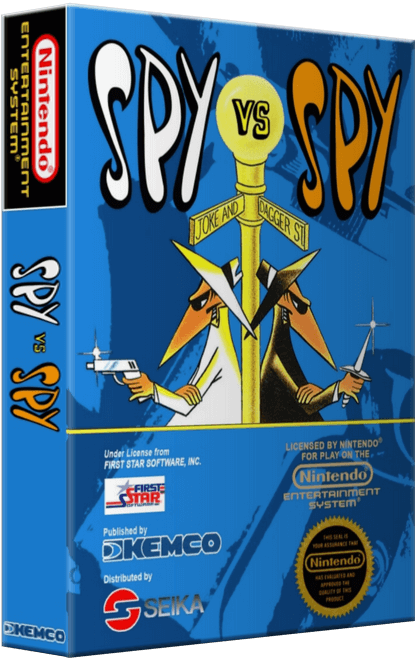 Nintendo®
ENTERTAINMENT
SYSTEM®
SPY
VS
SPY
KEMCO
SPY
VS
SPY
JOKE AND
DAGGER ST
Under License from
FIRST STAR SOFTWARE, INC.
FIRST
STAR
SOFTWARE
Published by
KEMCO
Distributed by
SEIKA
LICENSED BY NINTENDO®
FOR PLAY ON THE
Nintendo®
ENTERTAINMENT
SYSTEM®
THIS SEAL IS
YOUR ASSURANCE THAT
Nintendo
HAS EVALUATED AND
APPROVED THE
QUALITY OF THIS
PRODUCT.